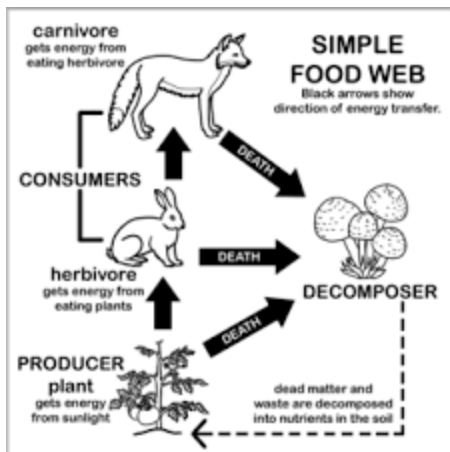 carnivore
gets energy from
eating herbivore
SIMPLE
FOOD WEB
Black arrows show
direction of energy transfer.
DEATH
CONSUMERS
DEATH
herbivore
gets energy from
eating plants
DECOMPOSER
DEATH
PRODUCER
plant
gets energy
from sunlight
dead matter and
waste are decomposed
into nutrients in the soil